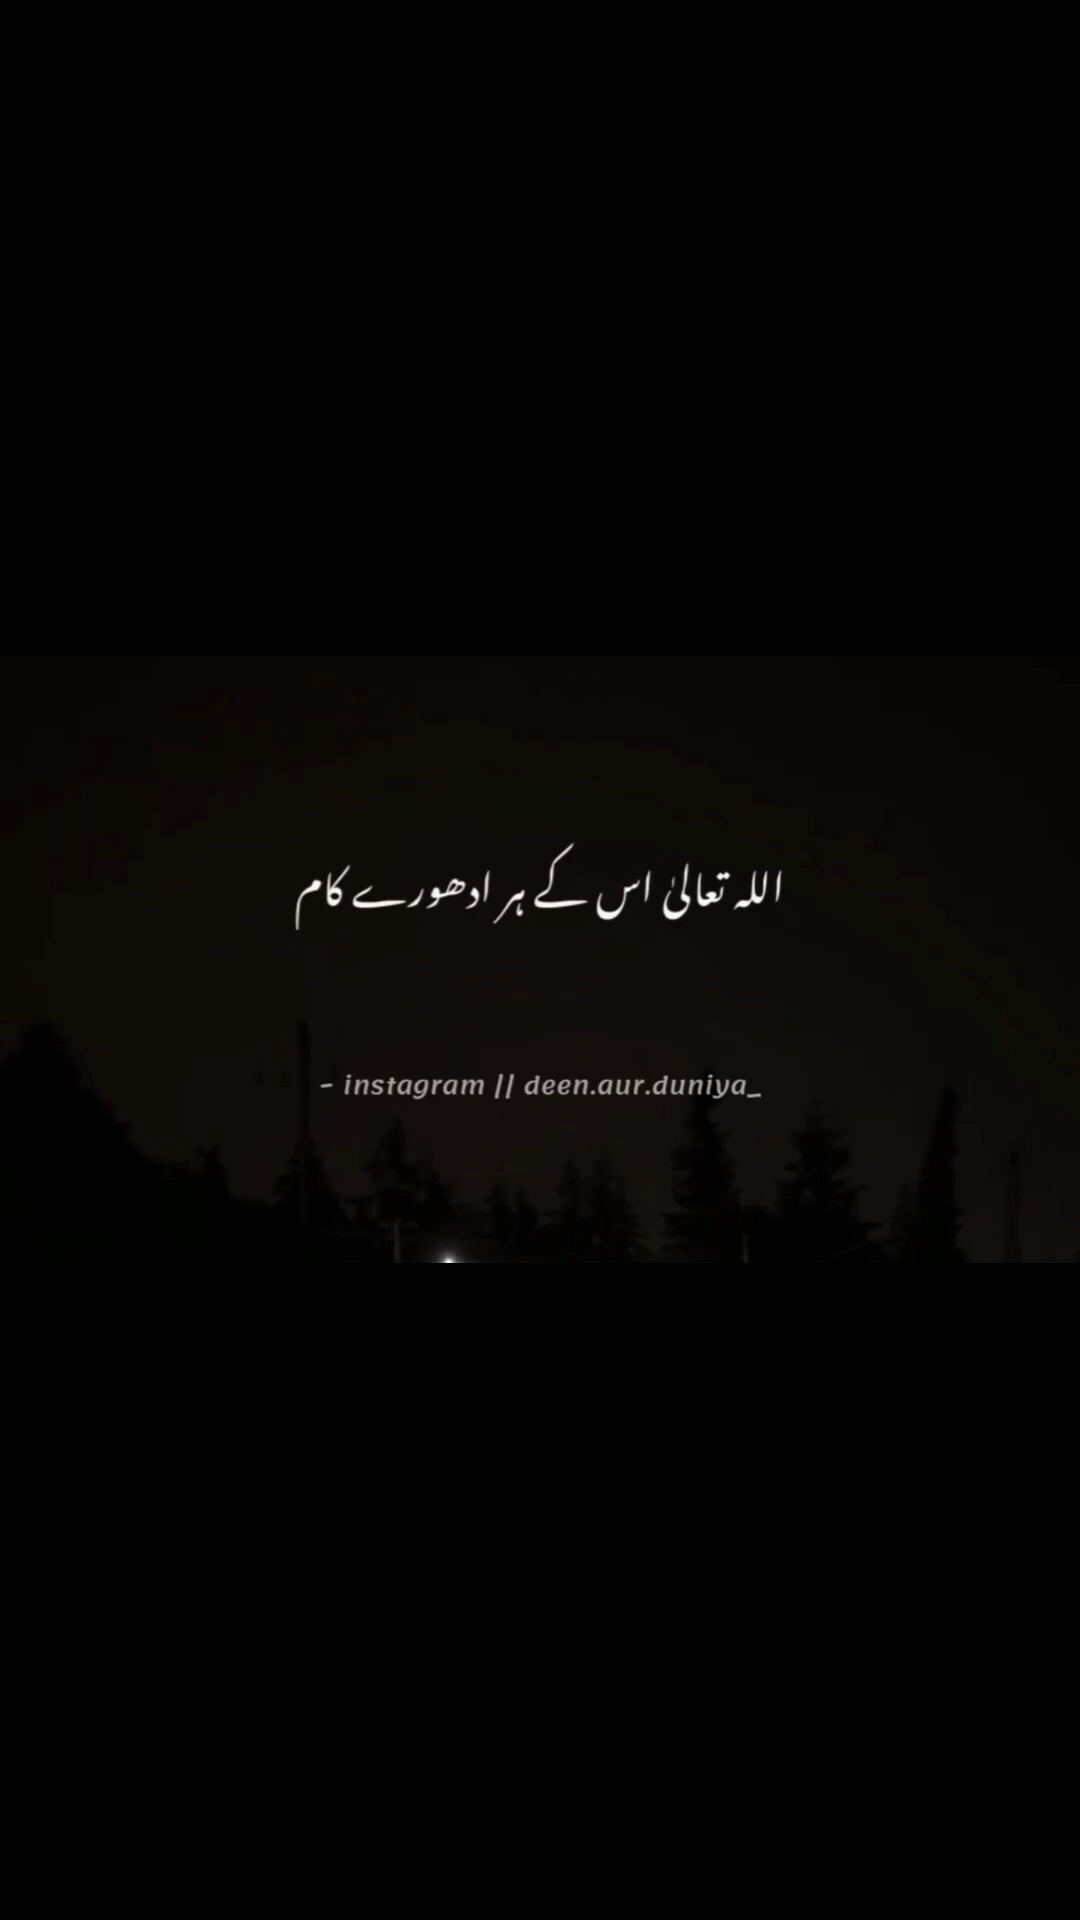 اللہ تعالیٰ اس کے ہر ادھورے کام
- instagram || deen.aur.duniya_